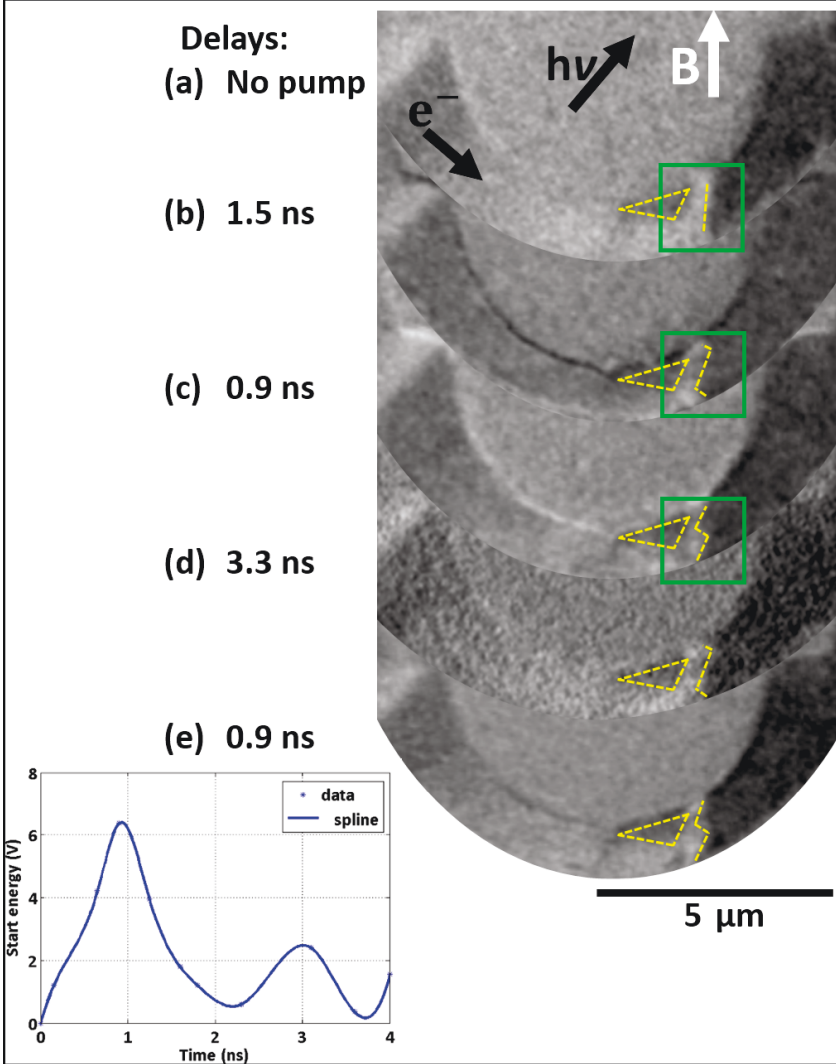 Delays:
(a) No pump
hν
B
e⁻
(b) 1.5 ns
(c) 0.9 ns
(d) 3.3 ns
(e) 0.9 ns
5 μm
8
6
4
2
0
Start energy (V)
data
spline
0 1 2 3 4
Time (ns)